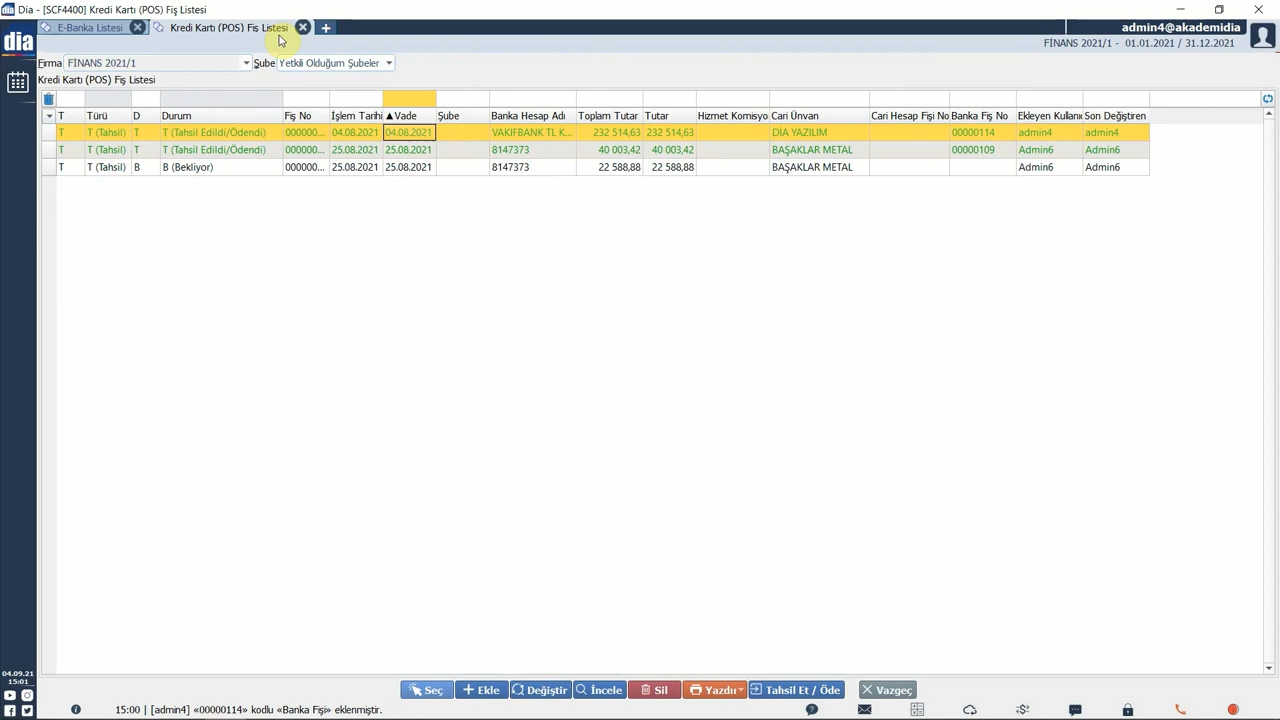 Dia - [SCF4400] Kredi Kartı (POS) Fiş Listesi
E-Banka Listesi Kredi Kartı (POS) Fiş Listesi
admin4@akademidia
dia
FİNANS 2021/1 - 01.01.2021 / 31.12.2021
Firma FİNANS 2021/1 Şube Yetkili Olduğum Şubeler
Kredi Kartı (POS) Fiş Listesi
T Türü D Durum Fiş No İşlem Tarihi ▲Vade Şube Banka Hesap Adı Toplam Tutar Tutar Hizmet Komisyo Cari Ünvan Cari Hesap Fişi No Banka Fiş No Ekleyen Kullanı Son Değiştiren
T T (Tahsil) T T (Tahsil Edildi/Ödendi) 000000... 04.08.2021 04.08.2021 VAKIFBANK TL K... 232 514,63 232 514,63 DİA YAZILIM 00000114 admin4 admin4
T T (Tahsil) T T (Tahsil Edildi/Ödendi) 000000... 25.08.2021 25.08.2021 8147373 40 003,42 40 003,42 BAŞAKLAR METAL 00000109 Admin6 Admin6
T T (Tahsil) B B (Bekliyor) 000000... 25.08.2021 25.08.2021 8147373 22 588,88 22 588,88 BAŞAKLAR METAL Admin6 Admin6
04.09.21
15:01
Seç Ekle Değiştir İncele Sil Yazdır Tahsil Et / Öde Vazgeç
15:00 | [admin4] «00000114» kodlu «Banka Fişi» eklenmiştir.